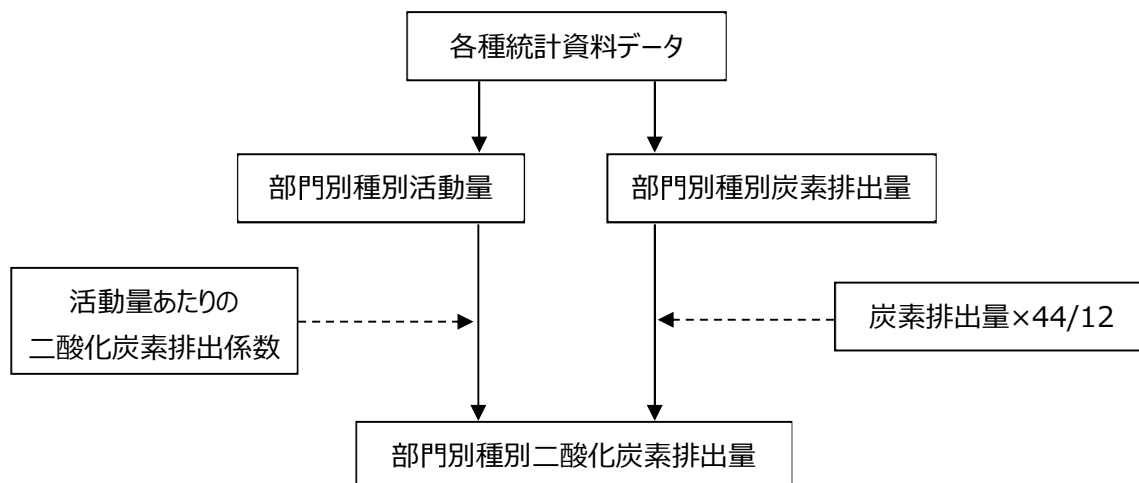 各種統計資料データ
部門別種別活動量
部門別種別炭素排出量
活動量あたりの
二酸化炭素排出係数
炭素排出量×44/12
部門別種別二酸化炭素排出量